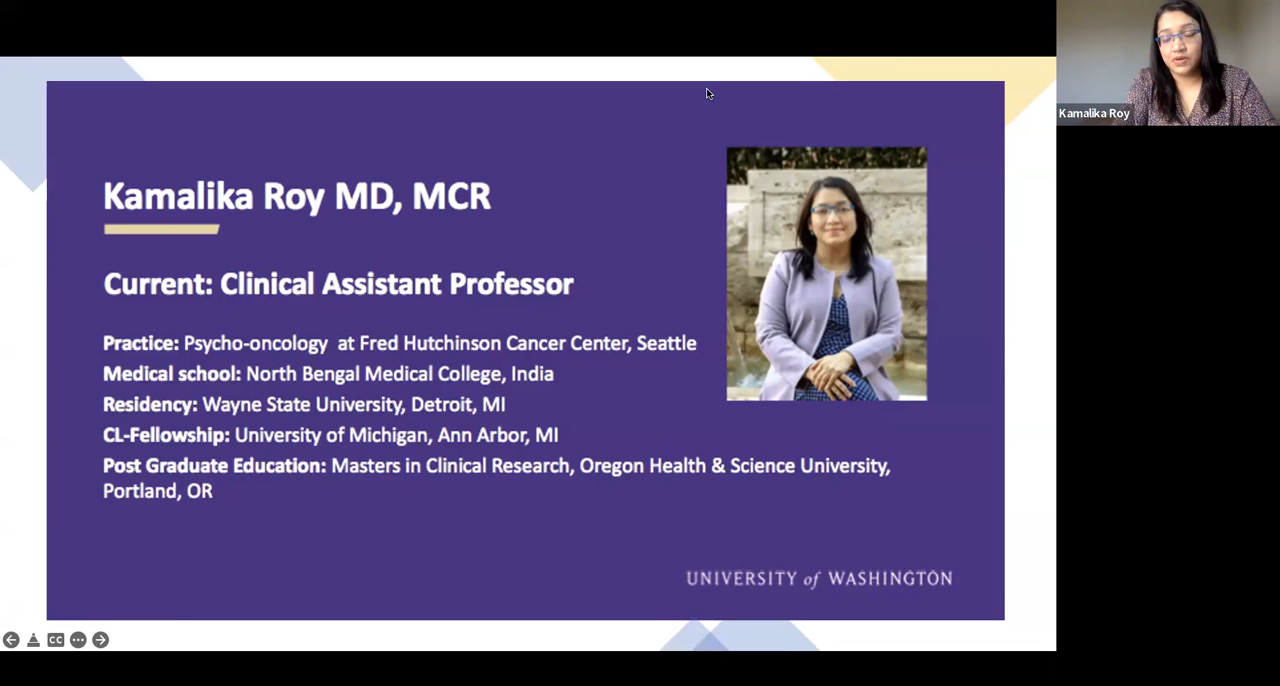 Kamalika Roy
Kamalika Roy MD, MCR
Current: Clinical Assistant Professor
Practice: Psycho-oncology at Fred Hutchinson Cancer Center, Seattle
Medical school: North Bengal Medical College, India
Residency: Wayne State University, Detroit, MI
CL-Fellowship: University of Michigan, Ann Arbor, MI
Post Graduate Education: Masters in Clinical Research, Oregon Health & Science University,
Portland, OR
UNIVERSITY of WASHINGTON
CC